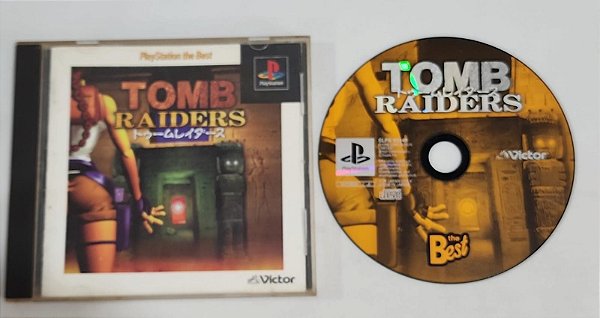 PlayStation the Best
PlayStation
TOMB
RAIDERS
トゥームレイダース
Victor
TOMB
トゥームレイダース
RAIDERS
PlayStation
Victor
the
Best